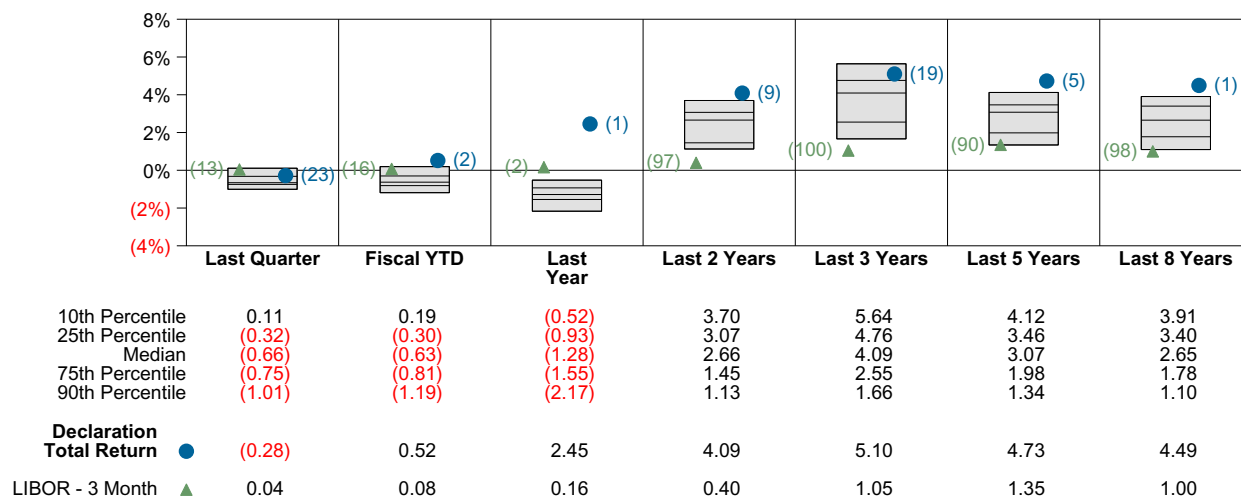 8%
6%
4%
2%
0%
(2%)
(4%)
(13) (23) (16) (2) (2) (1) (97) (9) (100) (19) (90) (5) (98) (1)
Last Quarter Fiscal YTD Last Year Last 2 Years Last 3 Years Last 5 Years Last 8 Years
10th Percentile 0.11 0.19 (0.52) 3.70 5.64 4.12 3.91
25th Percentile (0.32) (0.30) (0.93) 3.07 4.76 3.46 3.40
Median (0.66) (0.63) (1.28) 2.66 4.09 3.07 2.65
75th Percentile (0.75) (0.81) (1.55) 1.45 2.55 1.98 1.78
90th Percentile (1.01) (1.19) (2.17) 1.13 1.66 1.34 1.10
Declaration
Total Return (0.28) 0.52 2.45 4.09 5.10 4.73 4.49
LIBOR - 3 Month 0.04 0.08 0.16 0.40 1.05 1.35 1.00